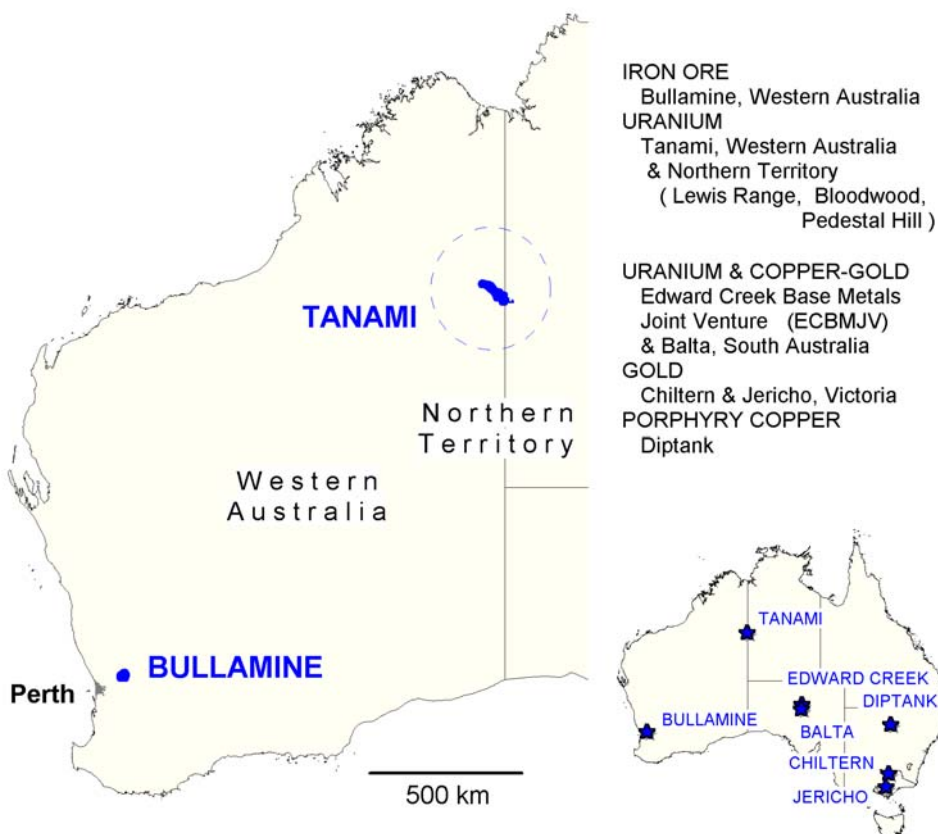 IRON ORE
Bullamine, Western Australia
URANIUM
Tanami, Western Australia
& Northern Territory
( Lewis Range, Bloodwood,
Pedestal Hill )
URANIUM & COPPER-GOLD
Edward Creek Base Metals
Joint Venture (ECBMJV)
& Balta, South Australia
GOLD
Chiltern & Jericho, Victoria
PORPHYRY COPPER
Diptank
TANAMI
Northern
Territory
Western
Australia
BULLAMINE
Perth
500 km
TANAMI
EDWARD CREEK
DIPTANK
BULLAMINE
BALTA
CHILTERN
JERICHO